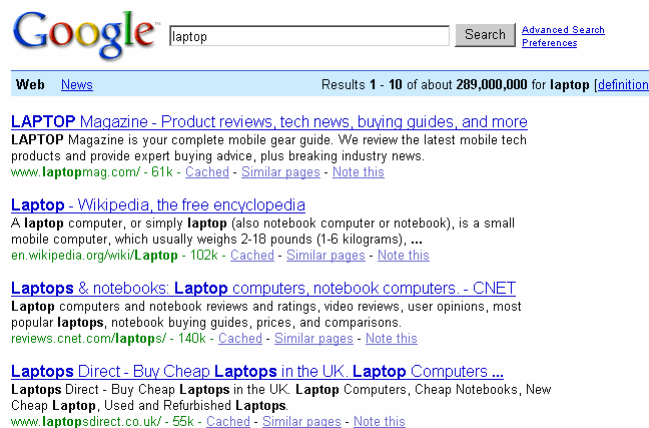 Google™ laptop Search Advanced Search
Preferences
Web News Results 1 - 10 of about 289,000,000 for laptop [definition
LAPTOP Magazine - Product reviews, tech news, buying guides, and more
LAPTOP Magazine is your complete mobile gear guide. We review the latest mobile tech
products and provide expert buying advice, plus breaking industry news.
www.laptopmag.com/ - 61k - Cached - Similar pages - Note this
Laptop - Wikipedia, the free encyclopedia
A laptop computer, or simply laptop (also notebook computer or notebook), is a small
mobile computer, which usually weighs 2-18 pounds (1-6 kilograms), ...
en.wikipedia.org/wiki/Laptop - 102k - Cached - Similar pages - Note this
Laptops & notebooks: Laptop computers, notebook computers. - CNET
Laptop computers and notebook reviews and ratings, video reviews, user opinions, most
popular laptops, notebook buying guides, prices, and comparisons.
reviews.cnet.com/laptops/ - 140k - Cached - Similar pages - Note this
Laptops Direct - Buy Cheap Laptops in the UK. Laptop Computers ...
Laptops Direct - Buy Cheap Laptops in the UK. Laptop Computers, Cheap Notebooks, New
Cheap Laptop, Used and Refurbished Laptops.
www.laptopsdirect.co.uk/ - 55k - Cached - Similar pages - Note this